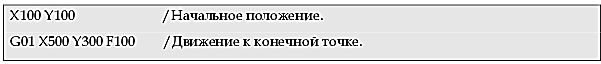 X100 Y100 /Начальное положение.
G01 X500 Y300 F100 /Движение к конечной точке.